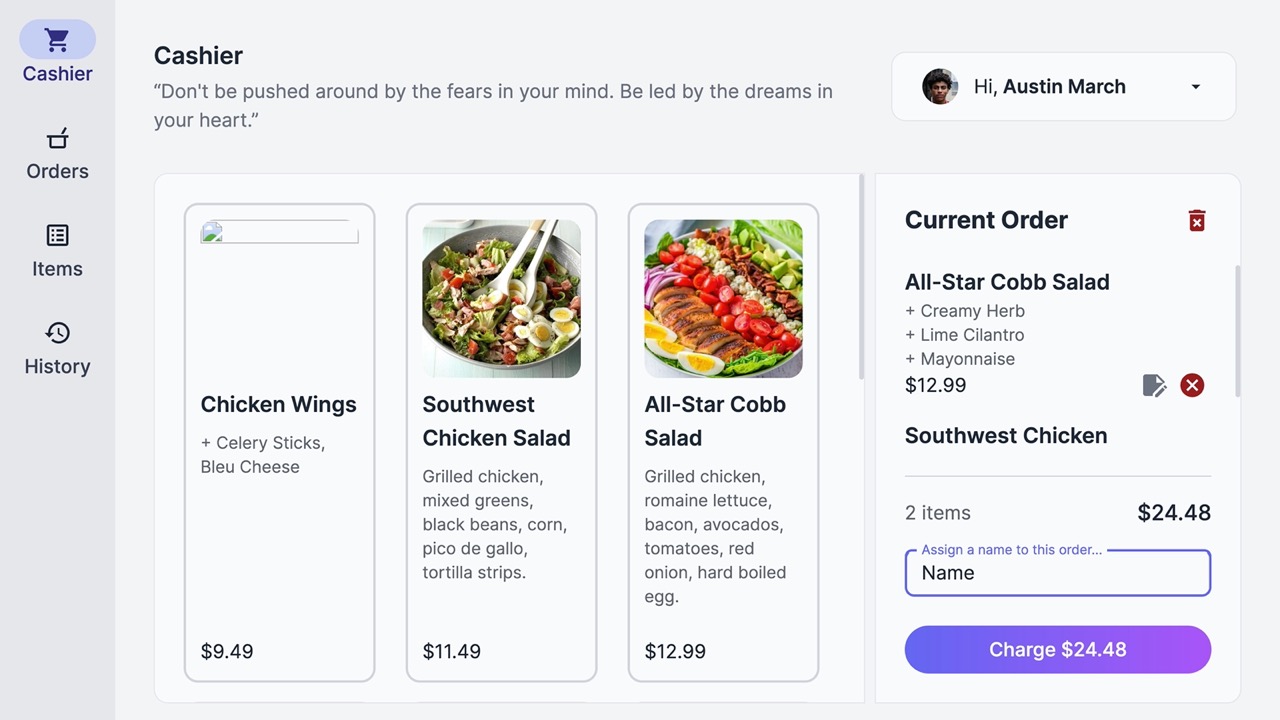 Cashier
Orders
Items
History
Cashier
“Don't be pushed around by the fears in your mind. Be led by the dreams in
your heart.”
Hi, Austin March
Chicken Wings
+ Celery Sticks,
Bleu Cheese
$9.49
Southwest
Chicken Salad
Grilled chicken,
mixed greens,
black beans, corn,
pico de gallo,
tortilla strips.
$11.49
All-Star Cobb
Salad
Grilled chicken,
romaine lettuce,
bacon, avocados,
tomatoes, red
onion, hard boiled
egg.
$12.99
Current Order
All-Star Cobb Salad
+ Creamy Herb
+ Lime Cilantro
+ Mayonnaise
$12.99
Southwest Chicken
2 items $24.48
Assign a name to this order...
Name
Charge $24.48